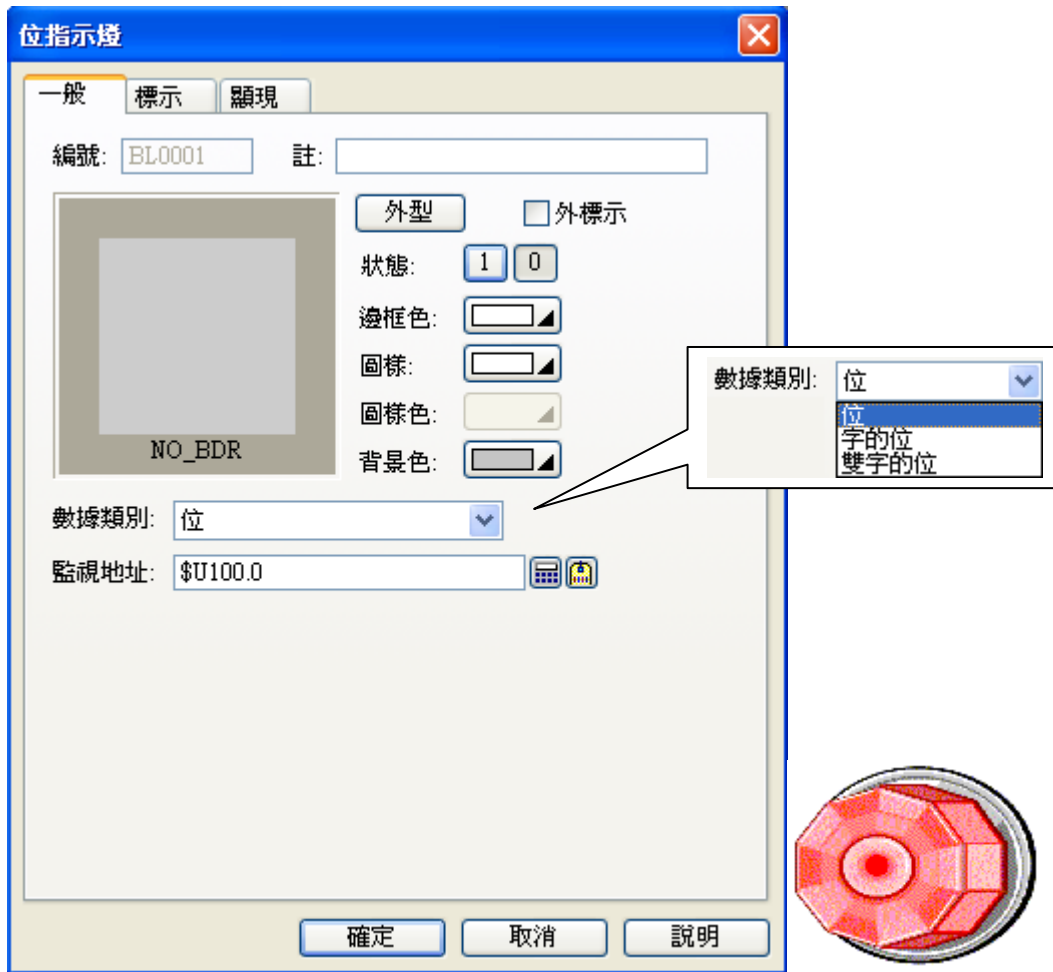 位指示燈
一般 標示 顯現
編號: BL0001 註:
外型 外標示
狀態: 1 0
邊框色:
圖樣:
圖樣色:
背景色:
NO_BDR
數據類別: 位
監視地址: $U100.0
數據類別: 位
位
字的位
雙字的位
確定 取消 說明